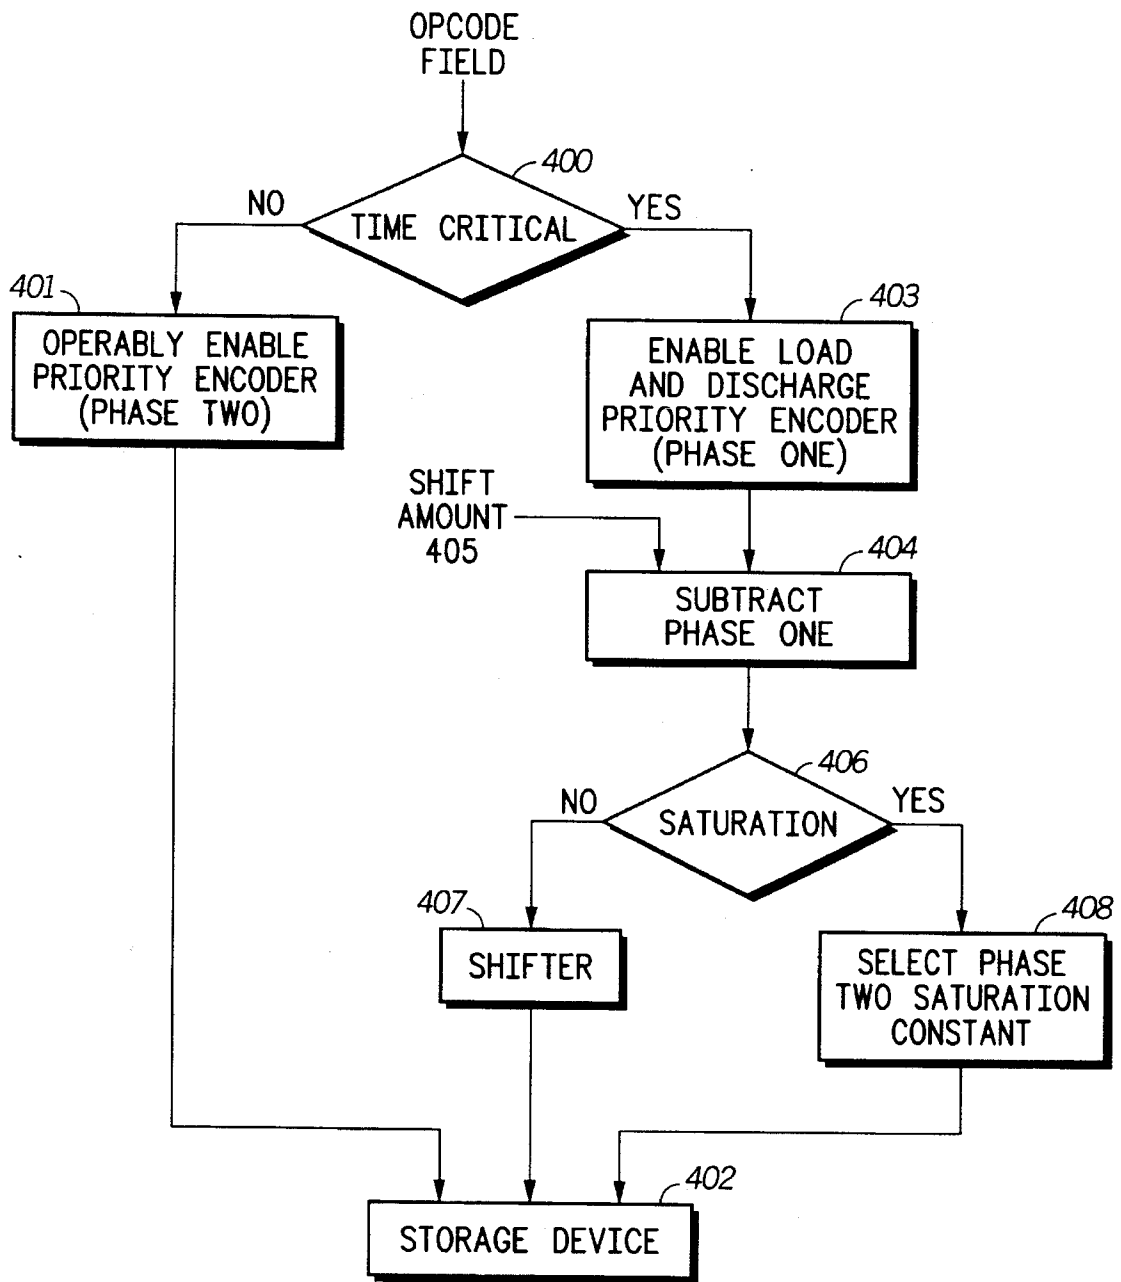 OPCODE
FIELD
400
NO
YES
TIME CRITICAL
401
403
OPERABLY ENABLE
PRIORITY ENCODER
(PHASE TWO)
ENABLE LOAD
AND DISCHARGE
PRIORITY ENCODER
(PHASE ONE)
SHIFT
AMOUNT
405
404
SUBTRACT
PHASE ONE
406
NO
YES
SATURATION
407
408
SHIFTER
SELECT PHASE
TWO SATURATION
CONSTANT
402
STORAGE DEVICE